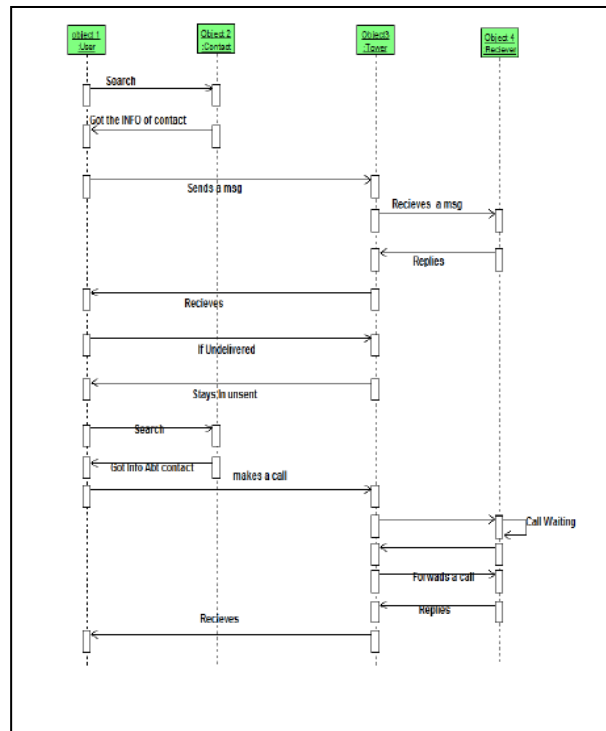 object 1
:User
Object 2
:Contact
Object3
:Tower
Object 4
:Reciever
Search
Got the INFO of contact
Sends a msg
Recieves a msg
Replies
Recieves
If Undelivered
Stays in unsent
Search
Got Info Abt contact
makes a call
Call Waiting
Forwads a call
Replies
Recieves